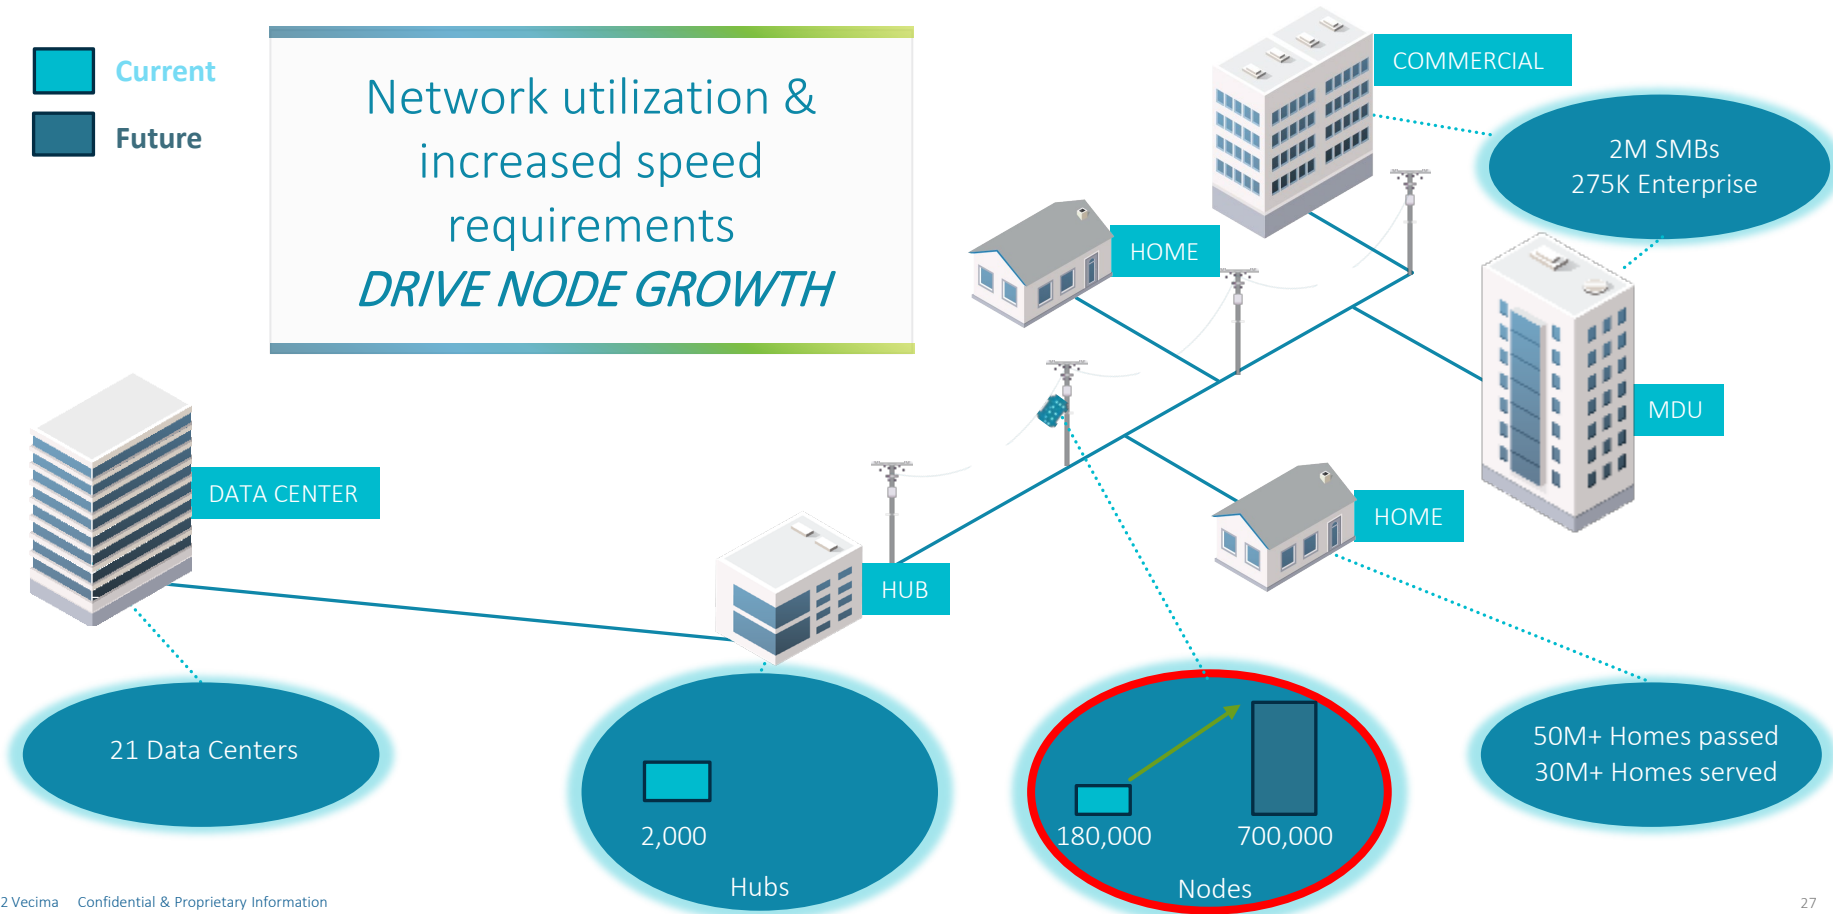 Current
Future
Network utilization &
increased speed
requirements
DRIVE NODE GROWTH
COMMERCIAL
2M SMBs
275K Enterprise
HOME
MDU
DATA CENTER
HOME
HUB
21 Data Centers
2,000
Hubs
180,000
700,000
Nodes
50M+ Homes passed
30M+ Homes served
2 Vecima Confidential & Proprietary Information
27